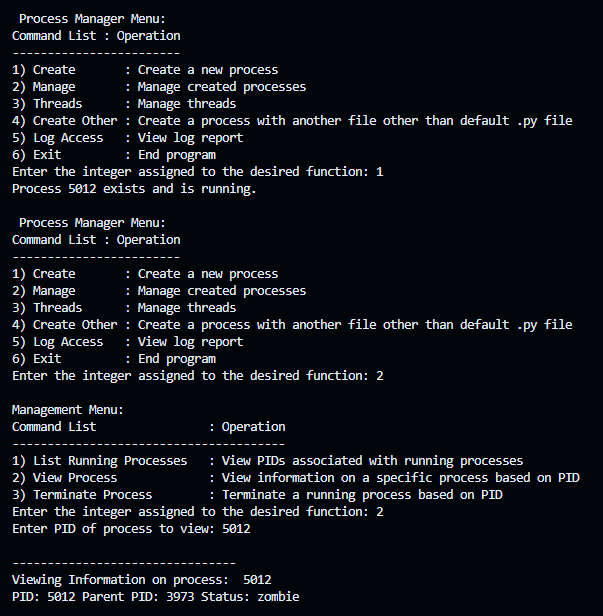 Process Manager Menu:
Command List : Operation
------------------------
1) Create       : Create a new process
2) Manage       : Manage created processes
3) Threads      : Manage threads
4) Create Other : Create a process with another file other than default .py file
5) Log Access   : View log report
6) Exit         : End program
Enter the integer assigned to the desired function: 1
Process 5012 exists and is running.
Process Manager Menu:
Command List : Operation
------------------------
1) Create       : Create a new process
2) Manage       : Manage created processes
3) Threads      : Manage threads
4) Create Other : Create a process with another file other than default .py file
5) Log Access   : View log report
6) Exit         : End program
Enter the integer assigned to the desired function: 2
Management Menu:
Command List                : Operation
---------------------------------------
1) List Running Processes   : View PIDs associated with running processes
2) View Process             : View information on a specific process based on PID
3) Terminate Process        : Terminate a running process based on PID
Enter the integer assigned to the desired function: 2
Enter PID of process to view: 5012
--------------------------------
Viewing Information on process:  5012
PID: 5012 Parent PID: 3973 Status: zombie